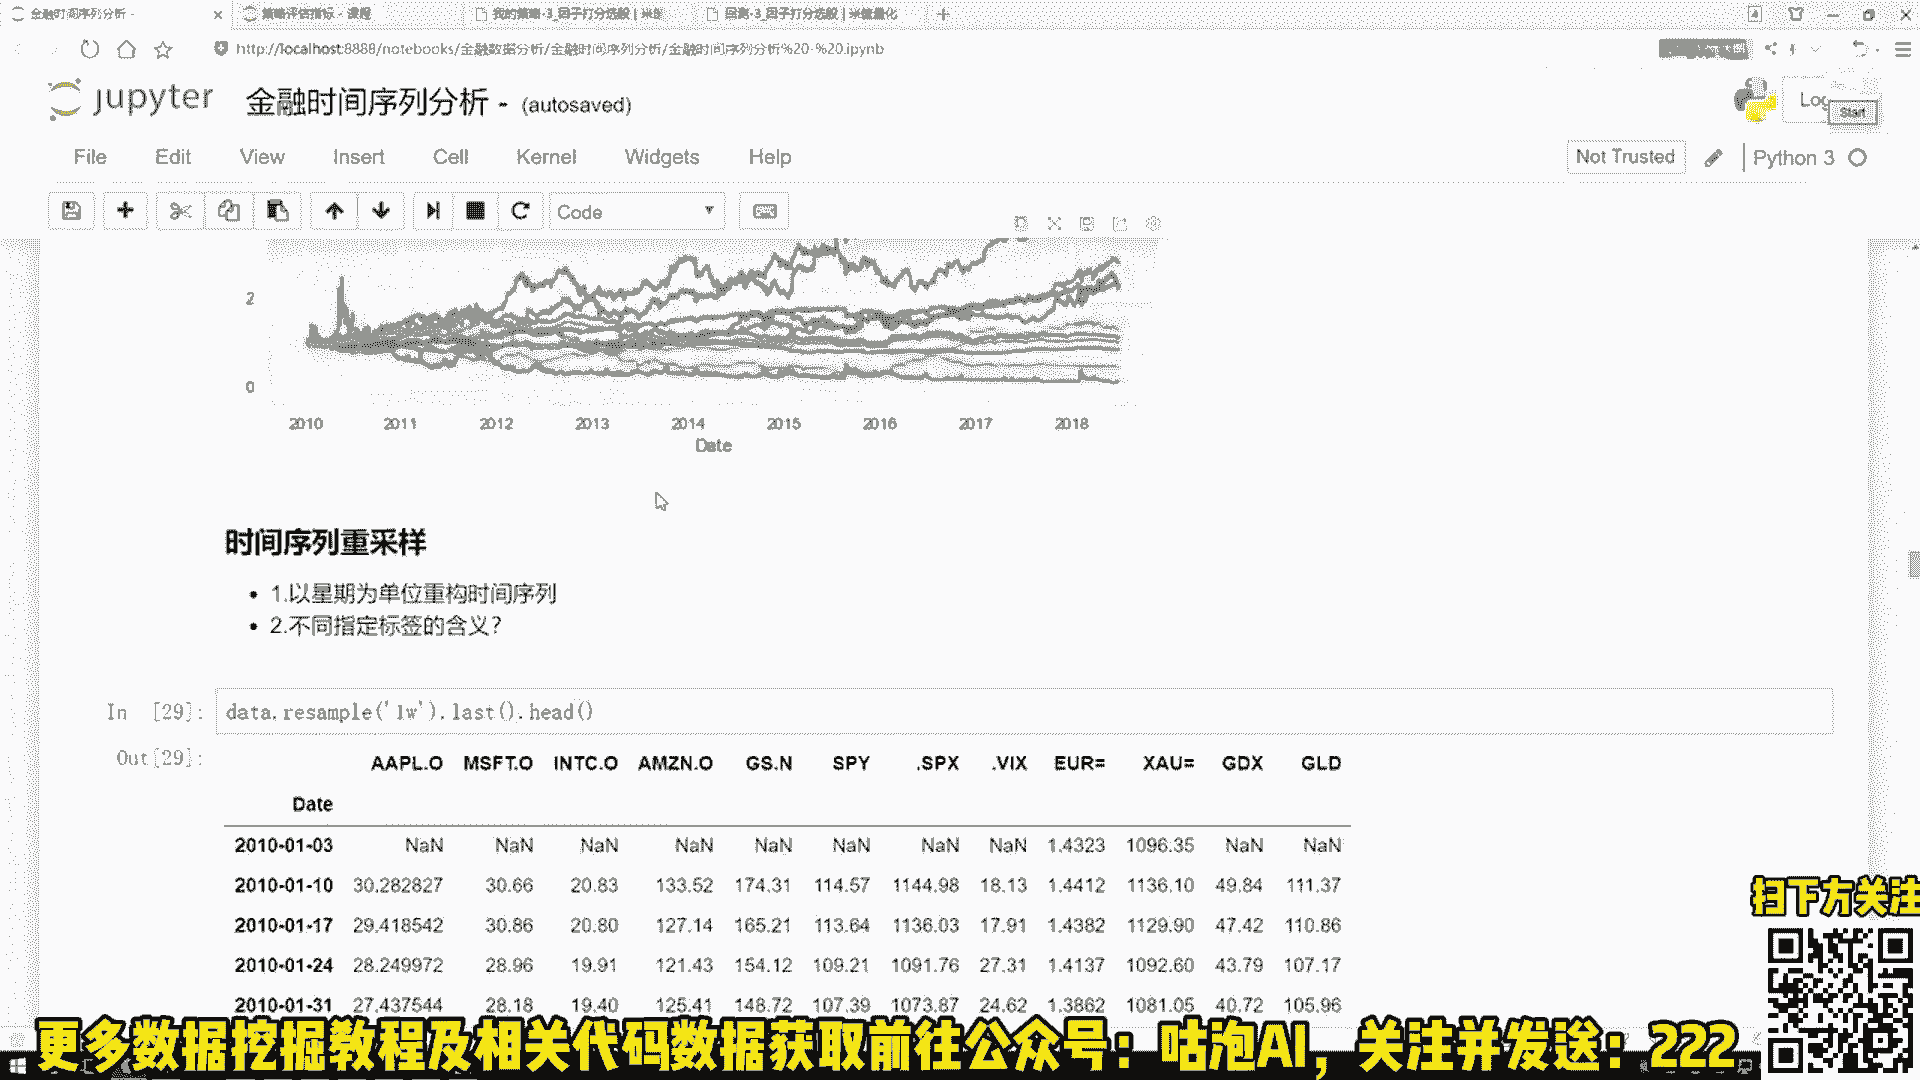 金融时间序列分析 -
策略评估指标 - 课程
我的策略-3_因子打分选股 | 米筐
回测-3_因子打分选股 | 米筐量化
http://localhost:8888/notebooks/金融数据分析/金融时间序列分析/金融时间序列分析%20-%20.ipynb
jupyter 金融时间序列分析 - (autosaved)
Start
File Edit View Insert Cell Kernel Widgets Help
Not Trusted Python 3
Code
2
0
2010 2011 2012 2013 2014 2015 2016 2017 2018
Date
时间序列重采样
1.以星期为单位重构时间序列
2.不同指定标签的含义?
In [29]: data.resample('1w').last().head()
Out[29]:
AAPL.O MSFT.O INTC.O AMZN.O GS.N SPY .SPX .VIX EUR= XAU= GDX GLD
Date
2010-01-03 NaN NaN NaN NaN NaN NaN NaN NaN 1.4323 1096.35 NaN NaN
2010-01-10 30.282827 30.66 20.83 133.52 174.31 114.57 1144.98 18.13 1.4412 1136.10 49.84 111.37
2010-01-17 29.418542 30.86 20.80 127.14 165.21 113.64 1136.03 17.91 1.4382 1129.90 47.42 110.86
2010-01-24 28.249972 28.96 19.91 121.43 154.12 109.21 1091.76 27.31 1.4137 1092.60 43.79 107.17
2010-01-31 27.437544 28.18 19.40 125.41 148.72 107.39 1073.87 24.62 1.3862 1081.05 40.72 105.96
扫下方关注
更多数据挖掘教程及相关代码数据获取前往公众号：咕泡AI，关注并发送：222